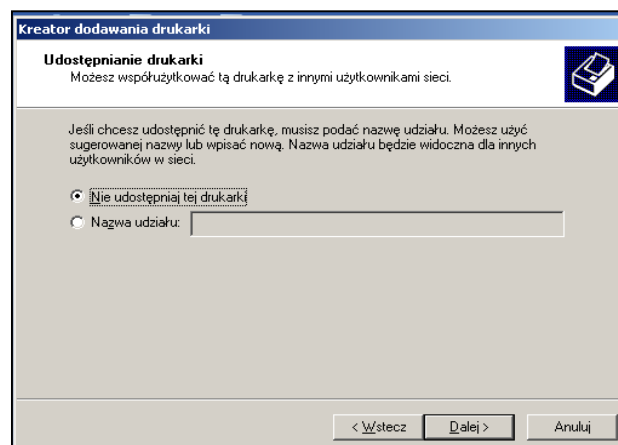 Kreator dodawania drukarki
Udostępnianie drukarki
Możesz współużytkować tą drukarkę z innymi użytkownikami sieci.
Jeśli chcesz udostępnić tę drukarkę, musisz podać nazwę udziału. Możesz użyć
sugerowanej nazwy lub wpisać nową. Nazwa udziału będzie widoczna dla innych
użytkowników w sieci.
Nie udostępniaj tej drukarki
Nazwa udziału:
< Wstecz Dalej > Anuluj